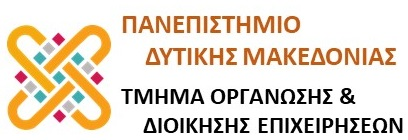 ΠΑΝΕΠΙΣΤΗΜΙΟ
ΔΥΤΙΚΗΣ ΜΑΚΕΔΟΝΙΑΣ
ΤΜΗΜΑ ΟΡΓΑΝΩΣΗΣ &
ΔΙΟΙΚΗΣΗΣ ΕΠΙΧΕΙΡΗΣΕΩΝ